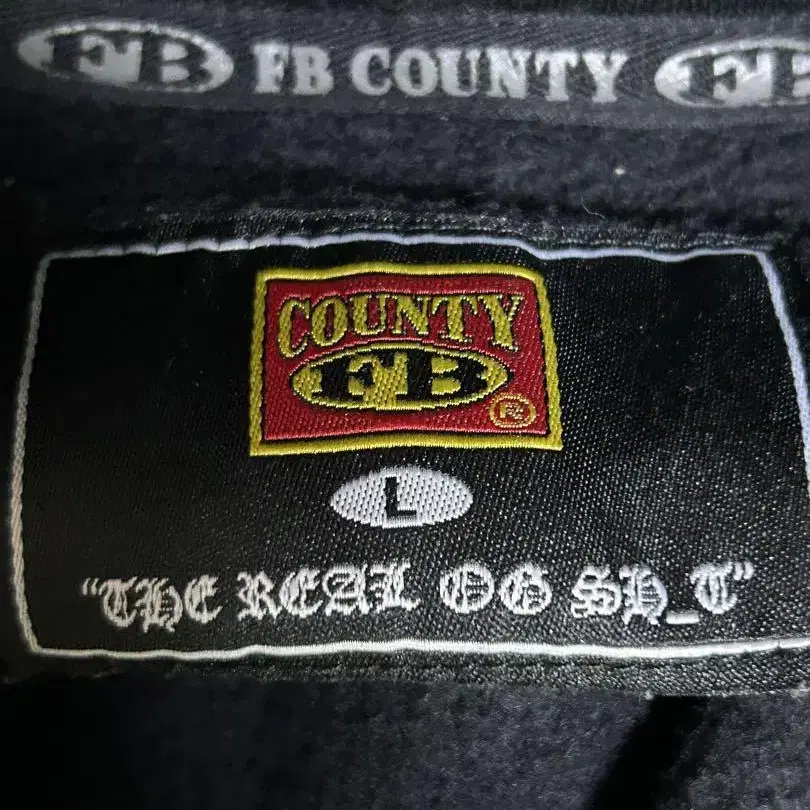 FB FB COUNTY FB
COUNTY
FB
®
L
"THE REAL OG SH_T"